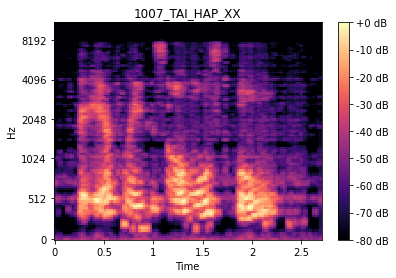 1007_TAI_HAP_XX
+0 dB
8192
-10 dB
4096
-20 dB
-30 dB
2048
Hz
-40 dB
1024
-50 dB
512
-60 dB
-70 dB
0
-80 dB
0 0.5 1 1.5 2 2.5
Time